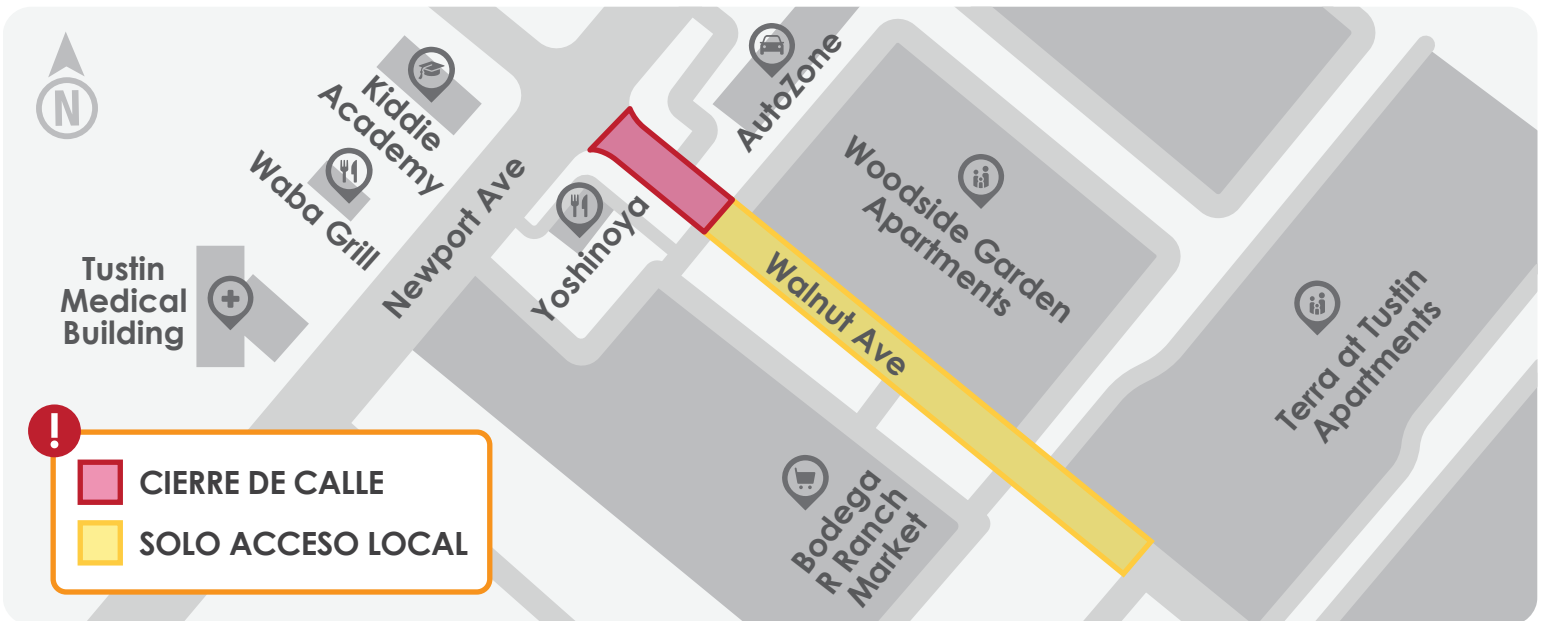 N
Kiddie
Academy
Waba Grill
Tustin
Medical
Building
Newport Ave
Yoshinoya
AutoZone
Woodside Garden
Apartments
Walnut Ave
Terra at Tustin
Apartments
Bodega
R Ranch
Market
!
CIERRE DE CALLE
SOLO ACCESO LOCAL